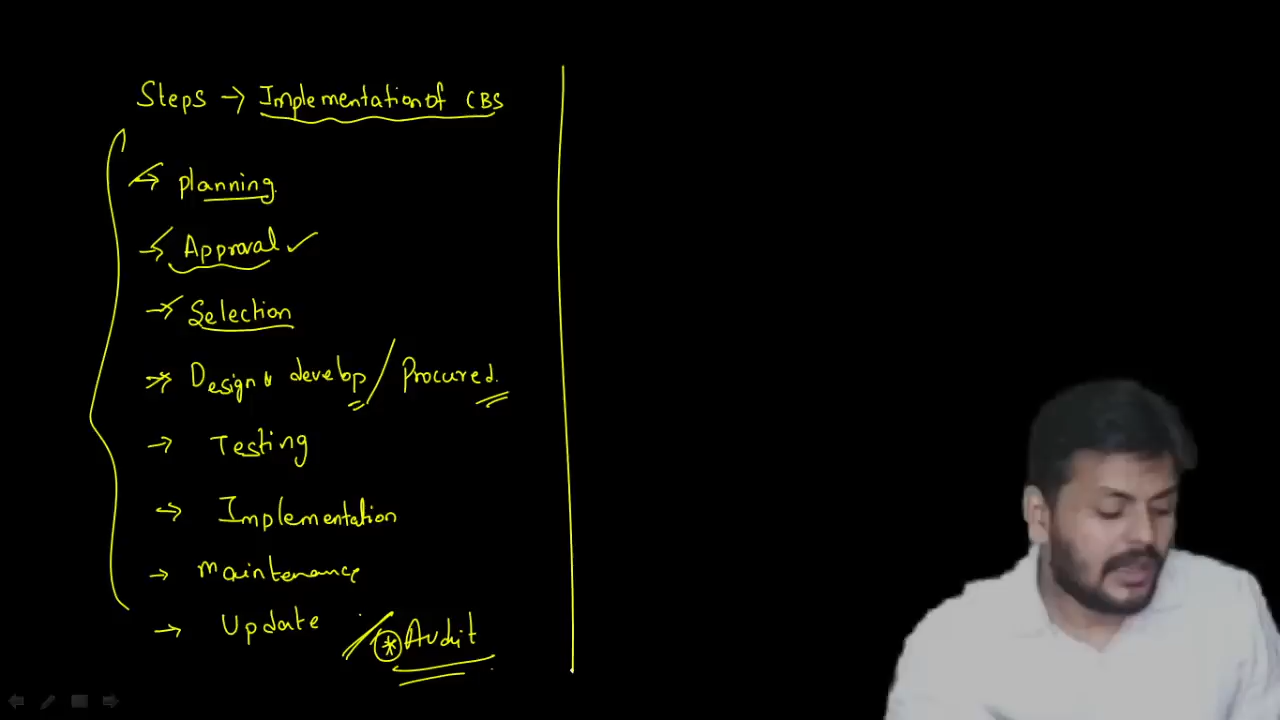 Steps → Implementation of CBS
→ planning
→ Approval ✓
→ Selection
→ Design & develop / Procured
→ Testing
→ Implementation
→ maintenance
→ Update / * Audit